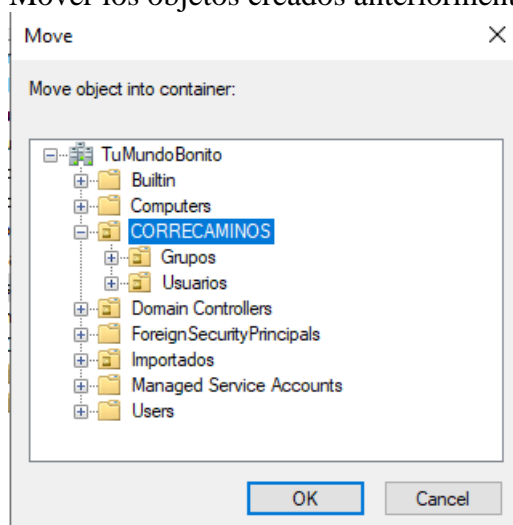 Mover los objetos creados anteriorment
Move
Move object into container:
TuMundoBonito
Builtin
Computers
CORRECAMINOS
Grupos
Usuarios
Domain Controllers
ForeignSecurityPrincipals
Importados
Managed Service Accounts
Users
OK
Cancel